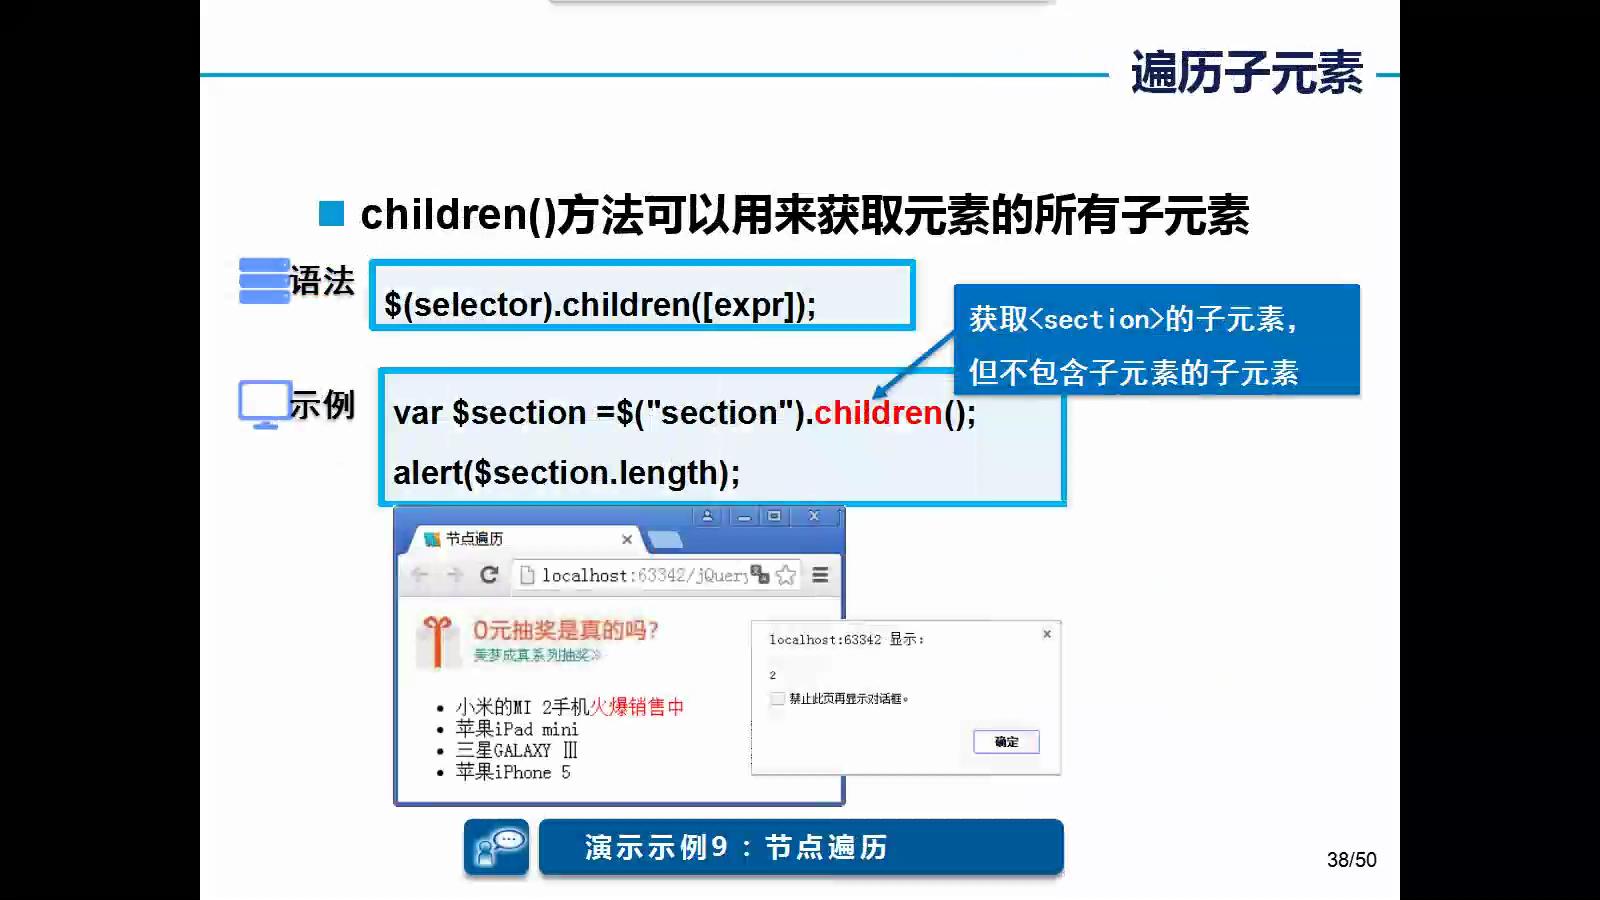 遍历子元素
children()方法可以用来获取元素的所有子元素
语法
$(selector).children([expr]);
获取<section>的子元素，
但不包含子元素的子元素
示例
var $section =$("section").children();
alert($section.length);
节点遍历
localhost:63342/jQuery
0元抽奖是真的吗?
美梦成真系列抽奖>>
小米的MI 2手机火爆销售中
苹果iPad mini
三星GALAXY Ⅲ
苹果iPhone 5
localhost:63342 显示:
2
禁止此页再显示对话框。
确定
演示示例9：节点遍历
38/50